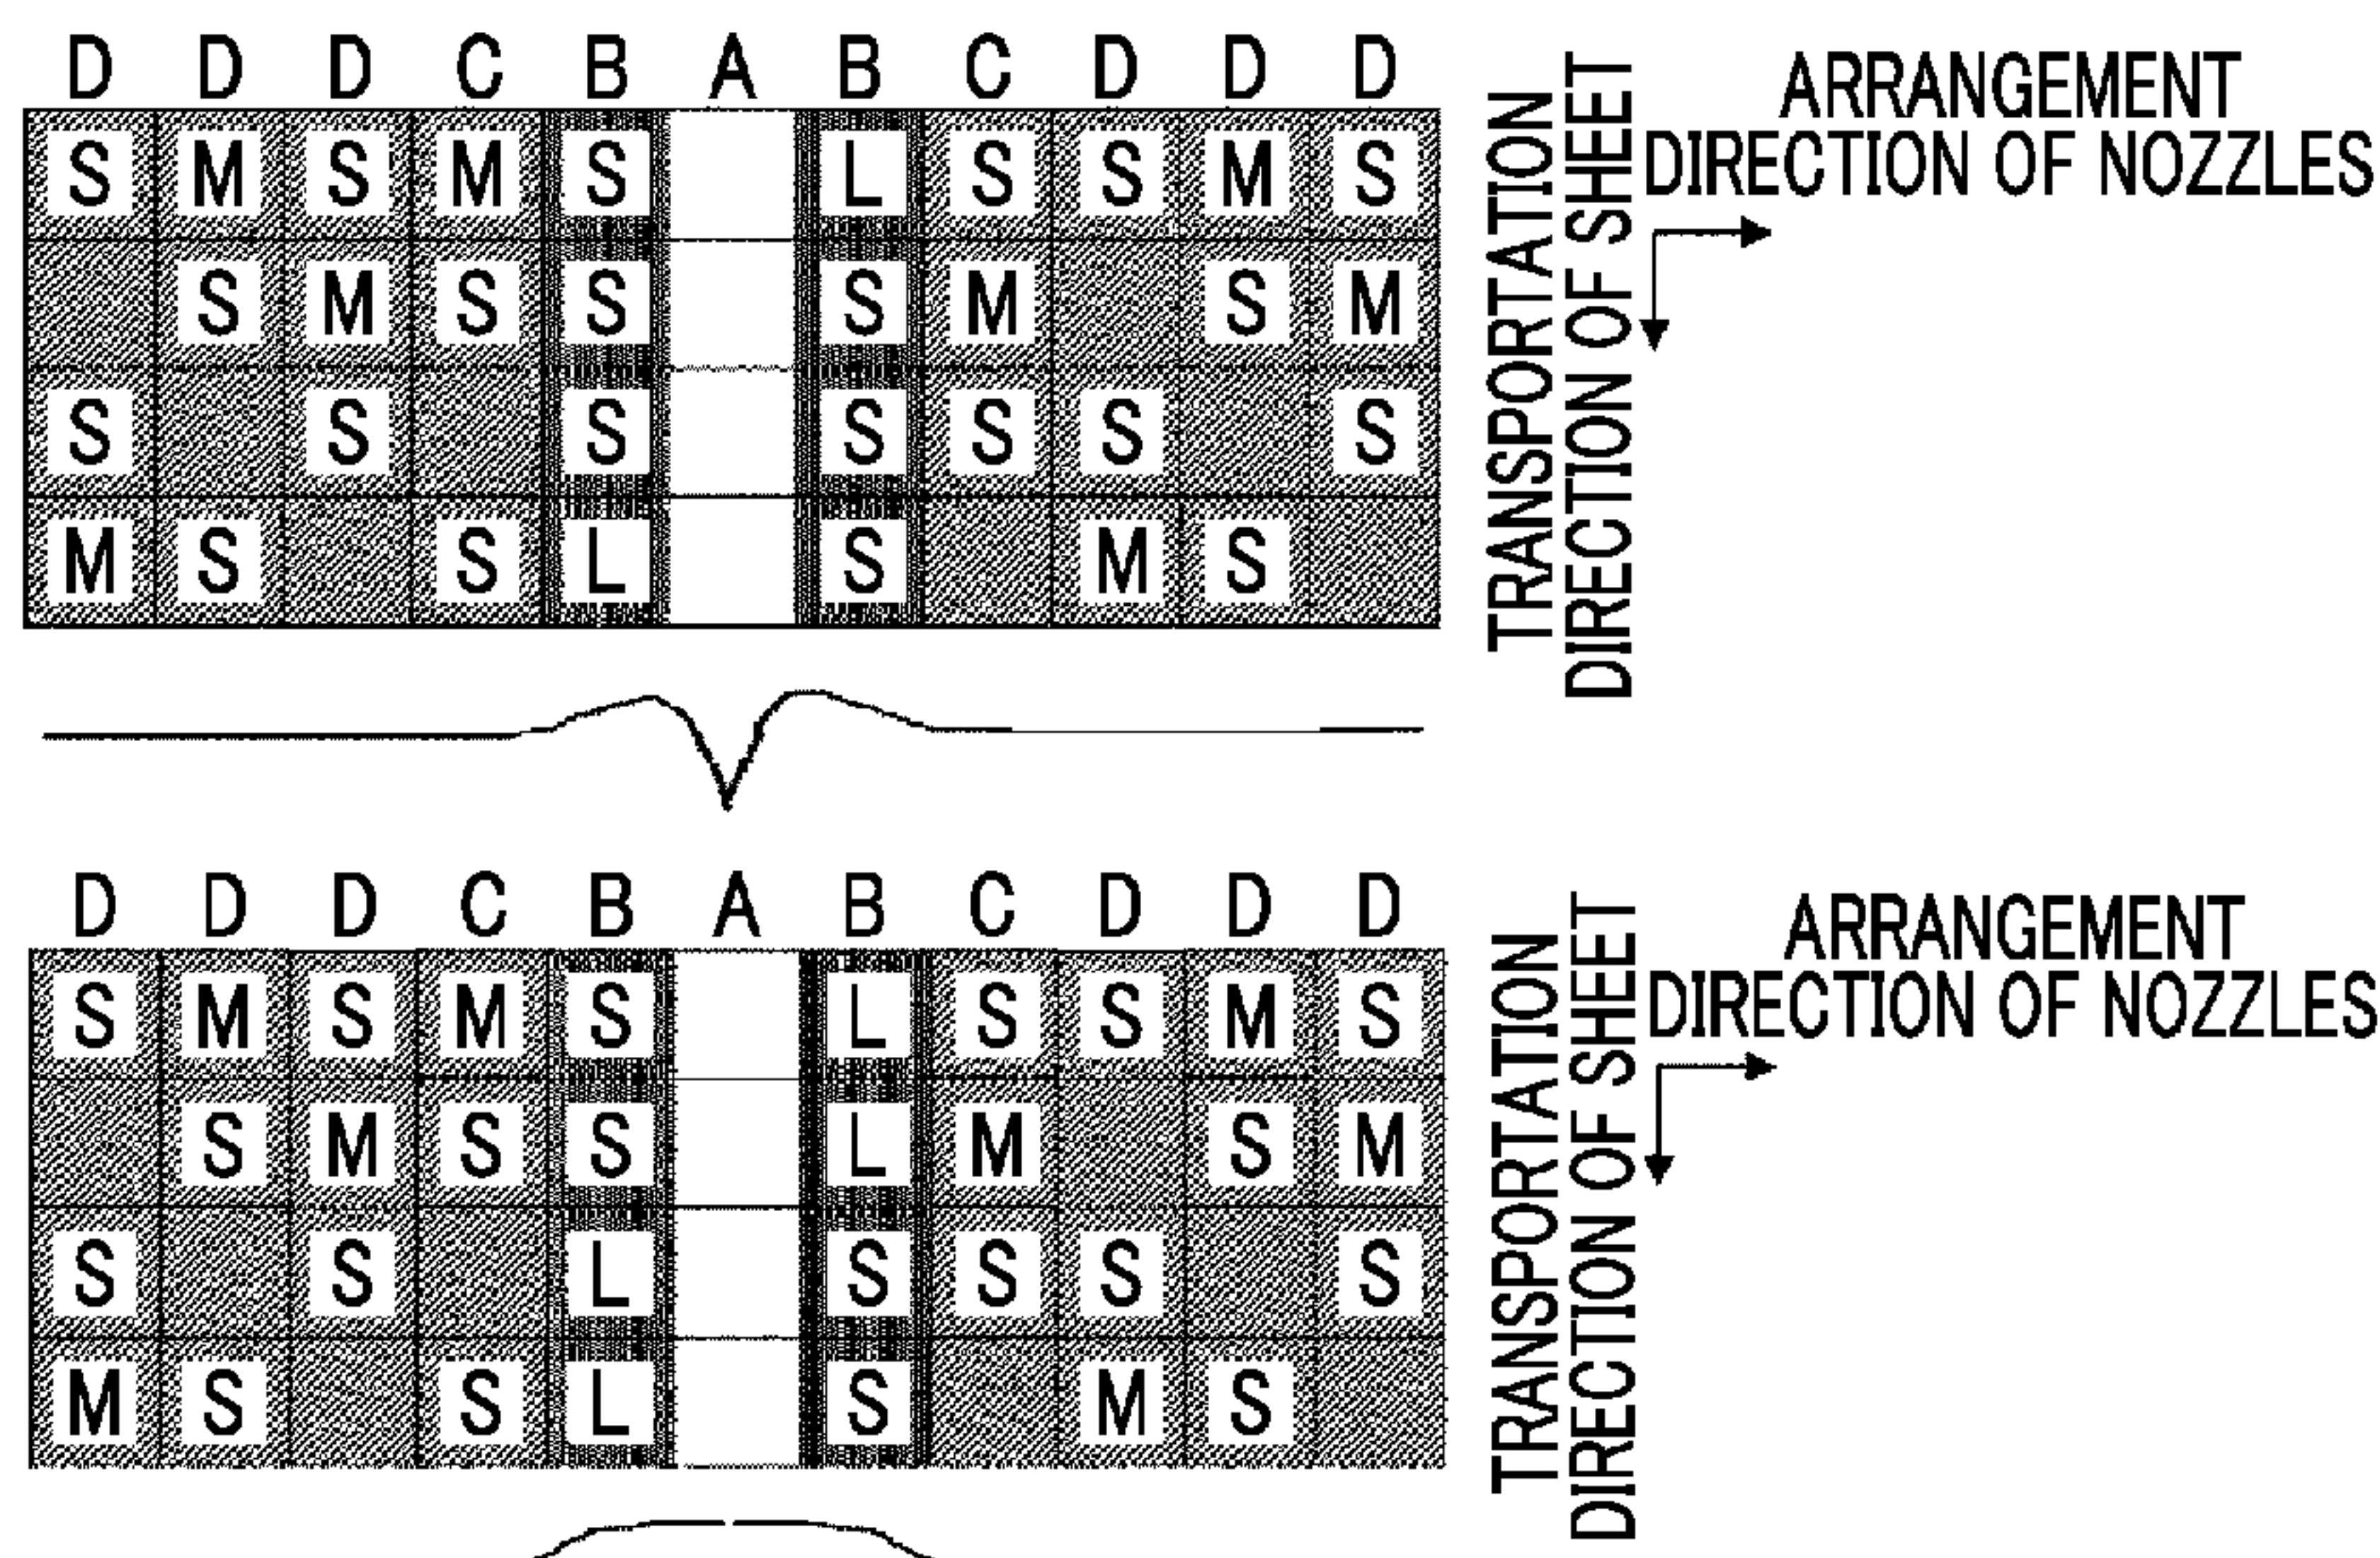 D D D C B A B C D D D
S M S M S L S S M S
S M S S S M S M
S S S S S S S
M S S L S M S
TRANSPORTATION
DIRECTION OF SHEET
ARRANGEMENT
DIRECTION OF NOZZLES
D D D C B A B C D D D
S M S M S L S S M S
S M S S L M S M
S S L S S S S
M S S L S M S
TRANSPORTATION
DIRECTION OF SHEET
ARRANGEMENT
DIRECTION OF NOZZLES